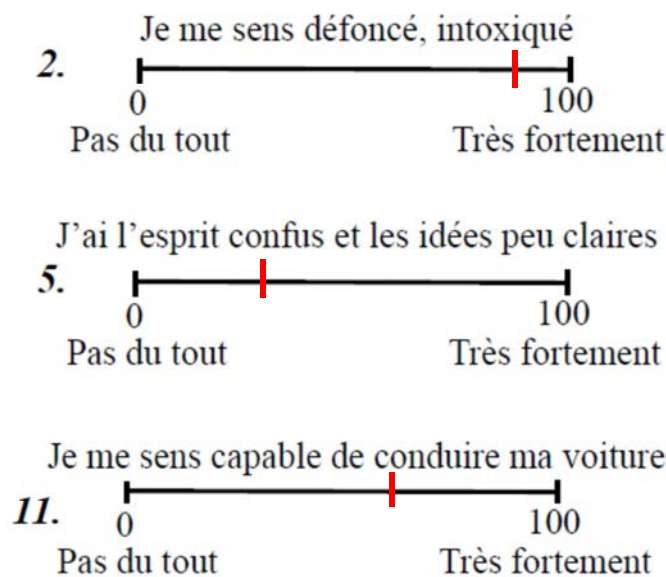 Je me sens défoncé, intoxiqué
2.
0 100
Pas du tout Très fortement
J'ai l'esprit confus et les idées peu claires
5.
0 100
Pas du tout Très fortement
Je me sens capable de conduire ma voiture
11.
0 100
Pas du tout Très fortement